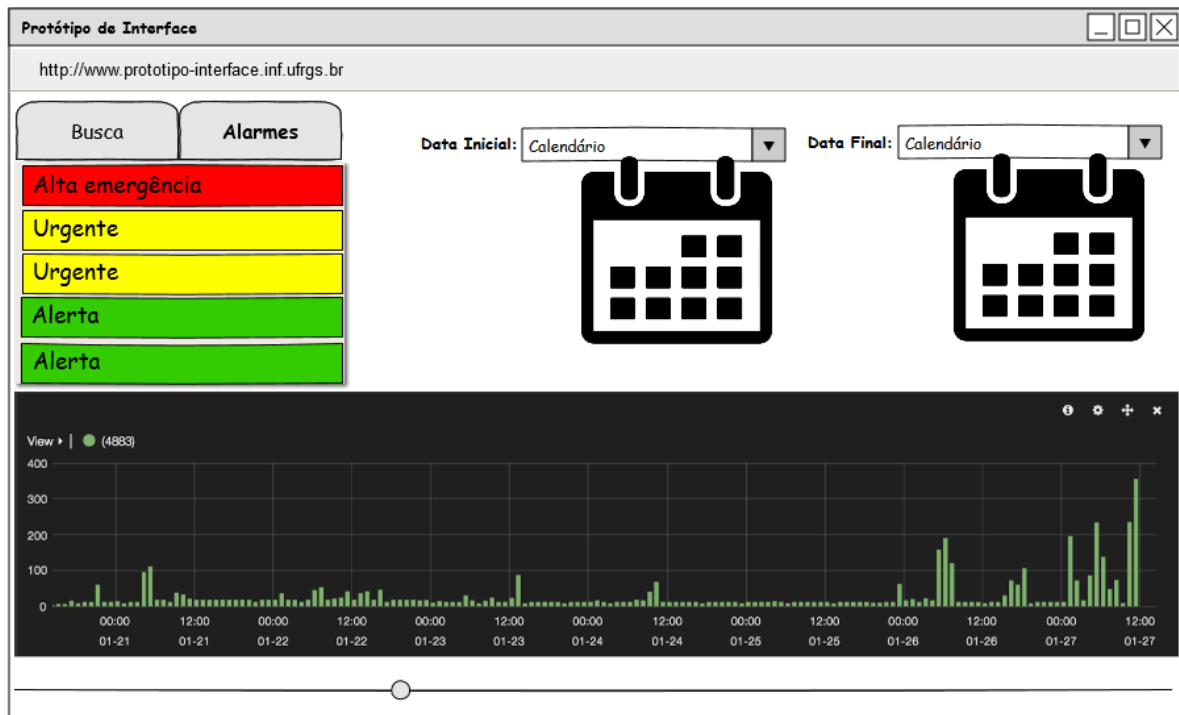 Protótipo de Interface
http://www.prototipo-interface.inf.ufrgs.br
Busca
Alarmes
Data Inicial:
Calendário
Data Final:
Calendário
Alta emergência
Urgente
Urgente
Alerta
Alerta
View
(4883)
400
300
200
100
0
00:00 12:00 00:00 12:00 00:00 12:00 00:00 12:00 00:00 12:00 00:00 12:00 00:00 12:00
01-21 01-21 01-22 01-22 01-23 01-23 01-24 01-24 01-25 01-25 01-26 01-26 01-27 01-27